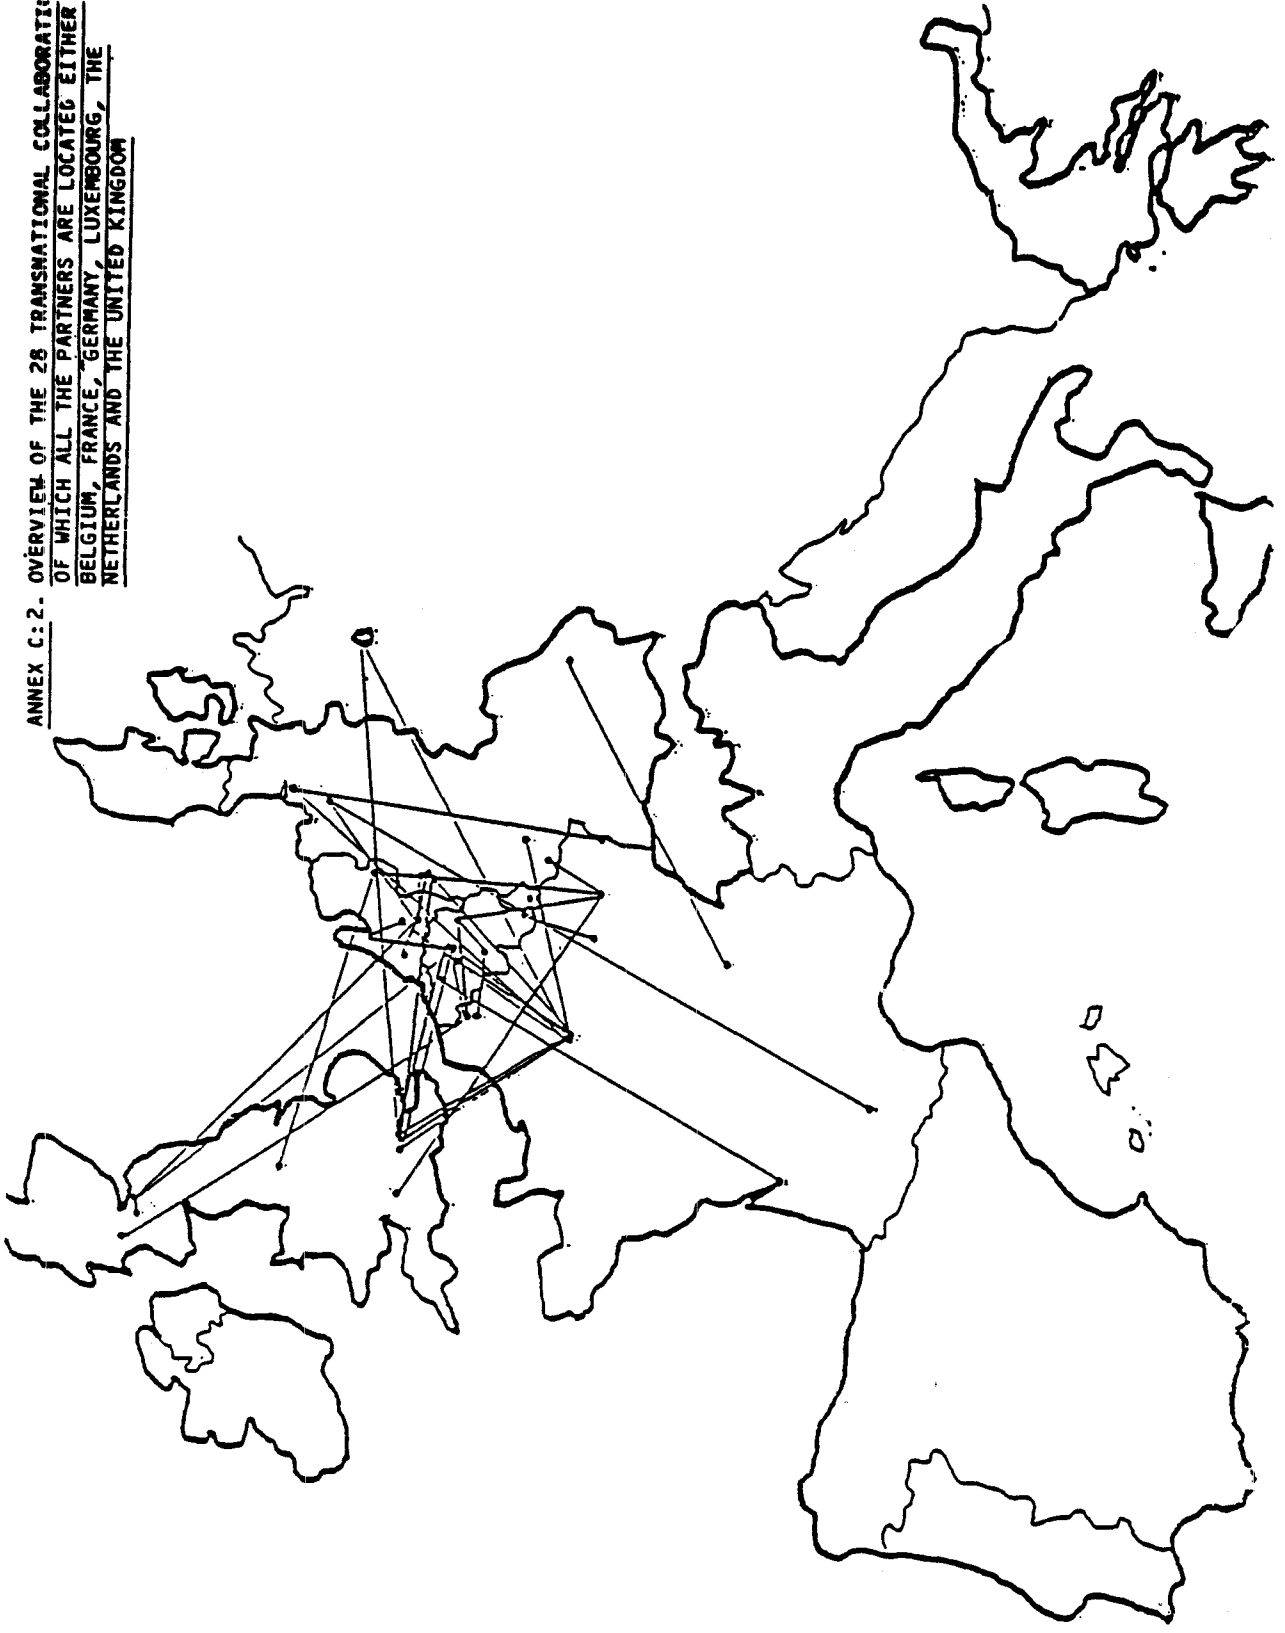 ANNEX C:2. OVERVIEW OF THE 28 TRANSNATIONAL
OF WHICH ALL THE PARTNERS ARE LOCATED EITHER
BELGIUM, FRANCE, GERMANY, LUXEMBOURG, THE
NETHERLANDS AND THE UNITED KINGDOM